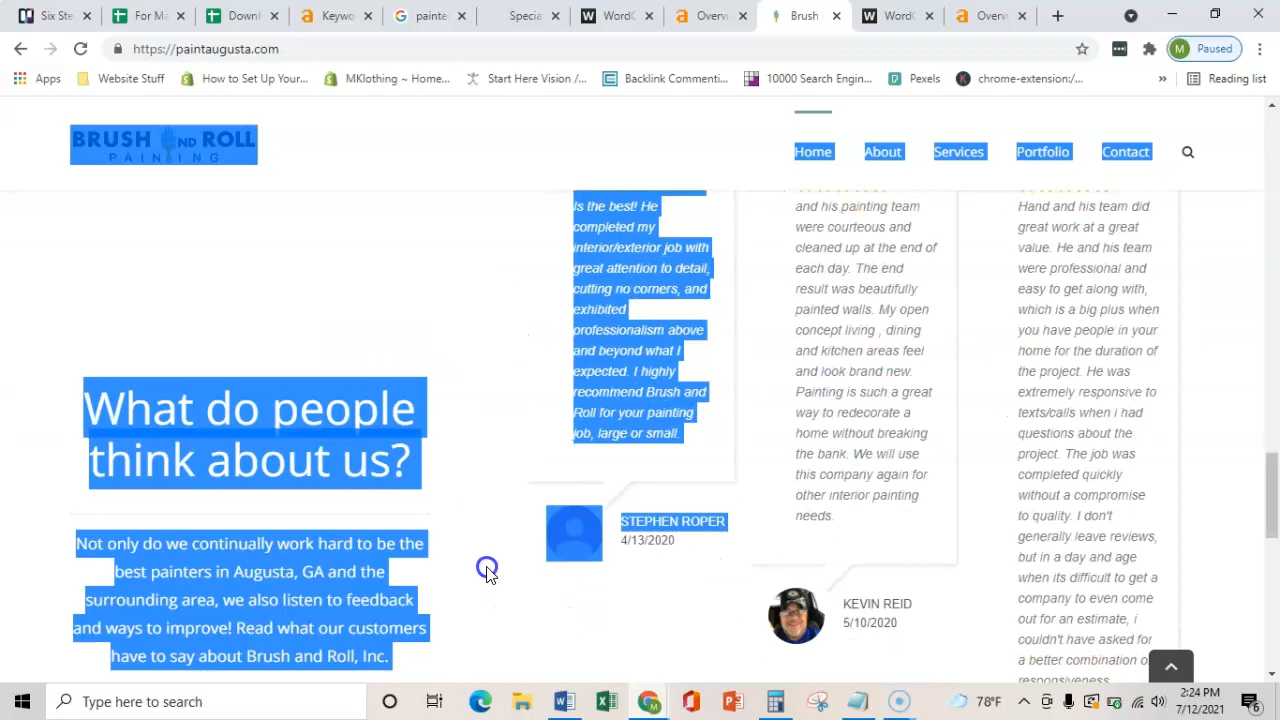 Six
For Ma
Downl
Keywo
painte
Specia
WordC
Overv
Brush
WordC
Overv
https://paintaugusta.com
M
Paused
Apps
Website Stuff
How to Set Up Your...
MKlothing ~ Home...
Start Here Vision /...
Backlink Commenti...
10000 Search Engin...
Pexels
chrome-extension:/...
»
Reading list
BRUSH AND ROLL
PAINTING
Home
About
Services
Portfolio
Contact
What do people
think about us?
Not only do we continually work hard to be the
best painters in Augusta, GA and the
surrounding area, we also listen to feedback
and ways to improve! Read what our customers
have to say about Brush and Roll, Inc.
Is the best! He
completed my
interior/exterior job with
great attention to detail,
cutting no corners, and
exhibited
professionalism above
and beyond what I
expected. I highly
recommend Brush and
Roll for your painting
job, large or small.
STEPHEN ROPER
4/13/2020
and his painting team
were courteous and
cleaned up at the end of
each day. The end
result was beautifully
painted walls. My open
concept living , dining
and kitchen areas feel
and look brand new.
Painting is such a great
way to redecorate a
home without breaking
the bank. We will use
this company again for
other interior painting
needs.
KEVIN REID
5/10/2020
Hand and his team did
great work at a great
value. He and his team
were professional and
easy to get along with,
which is a big plus when
you have people in your
home for the duration of
the project. He was
extremely responsive to
texts/calls when i had
questions about the
project. The job was
completed quickly
without a compromise
to quality. I don't
generally leave reviews,
but in a day and age
when its difficult to get a
company to even come
out for an estimate, i
couldn't have asked for
a better combination o
responsiveness
Type here to search
78°F
2:24 PM
7/12/2021
6